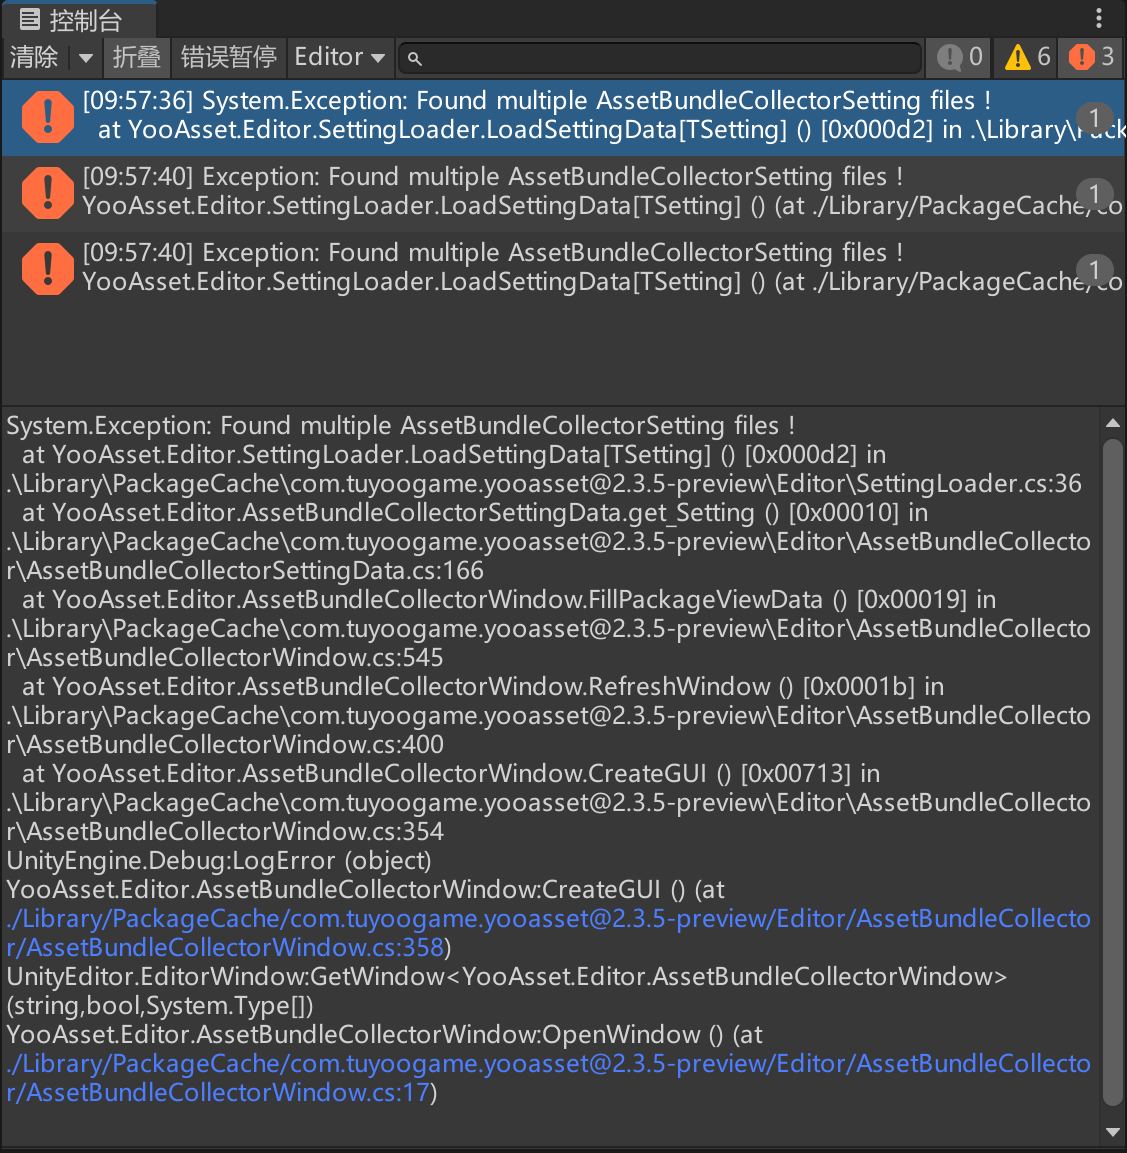 控制台
清除 折叠 错误暂停 Editor 0 6 3
[09:57:36] System.Exception: Found multiple AssetBundleCollectorSetting files !
at YooAsset.Editor.SettingLoader.LoadSettingData[TSetting] () [0x000d2] in .\Library\Pack
1
[09:57:40] Exception: Found multiple AssetBundleCollectorSetting files !
YooAsset.Editor.SettingLoader.LoadSettingData[TSetting] () (at ./Library/PackageCache/co
1
[09:57:40] Exception: Found multiple AssetBundleCollectorSetting files !
YooAsset.Editor.SettingLoader.LoadSettingData[TSetting] () (at ./Library/PackageCache/co
1
System.Exception: Found multiple AssetBundleCollectorSetting files !
at YooAsset.Editor.SettingLoader.LoadSettingData[TSetting] () [0x000d2] in
.\Library\PackageCache\com.tuyoogame.yooasset@2.3.5-preview\Editor\SettingLoader.cs:36
at YooAsset.Editor.AssetBundleCollectorSettingData.get_Setting () [0x00010] in
.\Library\PackageCache\com.tuyoogame.yooasset@2.3.5-preview\Editor\AssetBundleCollecto
r\AssetBundleCollectorSettingData.cs:166
at YooAsset.Editor.AssetBundleCollectorWindow.FillPackageViewData () [0x00019] in
.\Library\PackageCache\com.tuyoogame.yooasset@2.3.5-preview\Editor\AssetBundleCollecto
r\AssetBundleCollectorWindow.cs:545
at YooAsset.Editor.AssetBundleCollectorWindow.RefreshWindow () [0x0001b] in
.\Library\PackageCache\com.tuyoogame.yooasset@2.3.5-preview\Editor\AssetBundleCollecto
r\AssetBundleCollectorWindow.cs:400
at YooAsset.Editor.AssetBundleCollectorWindow.CreateGUI () [0x00713] in
.\Library\PackageCache\com.tuyoogame.yooasset@2.3.5-preview\Editor\AssetBundleCollecto
r\AssetBundleCollectorWindow.cs:354
UnityEngine.Debug:LogError (object)
YooAsset.Editor.AssetBundleCollectorWindow:CreateGUI () (at
./Library/PackageCache/com.tuyoogame.yooasset@2.3.5-preview/Editor/AssetBundleCollecto
r/AssetBundleCollectorWindow.cs:358)
UnityEditor.EditorWindow:GetWindow<YooAsset.Editor.AssetBundleCollectorWindow>
(string,bool,System.Type[])
YooAsset.Editor.AssetBundleCollectorWindow:OpenWindow () (at
./Library/PackageCache/com.tuyoogame.yooasset@2.3.5-preview/Editor/AssetBundleCollecto
r/AssetBundleCollectorWindow.cs:17)